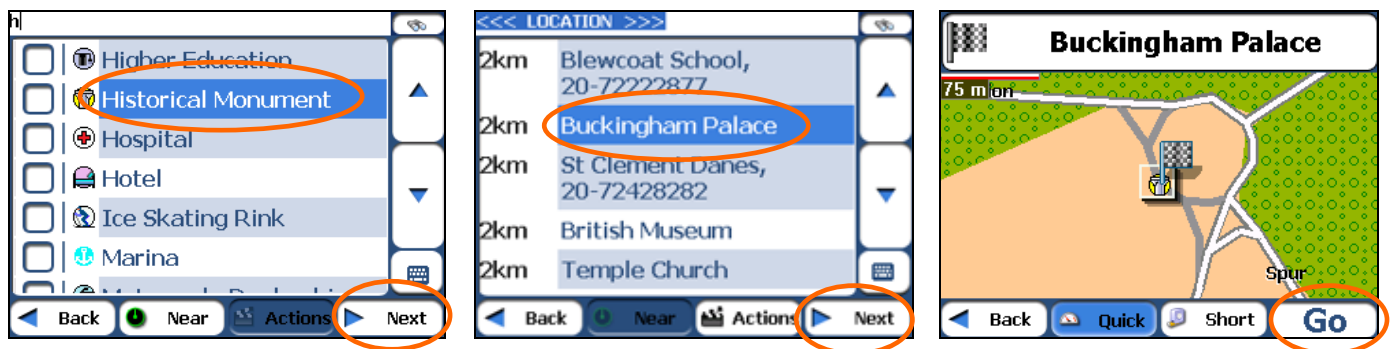 h
Higher Education
Historical Monument
Hospital
Hotel
Ice Skating Rink
Marina
Back Near Actions Next
<<< LOCATION >>>
2km Blewcoat School,
20-72222877
2km Buckingham Palace
2km St Clement Danes,
20-72428282
2km British Museum
2km Temple Church
Back Near Actions Next
Buckingham Palace
75 m on
Spur
Back Quick Short Go